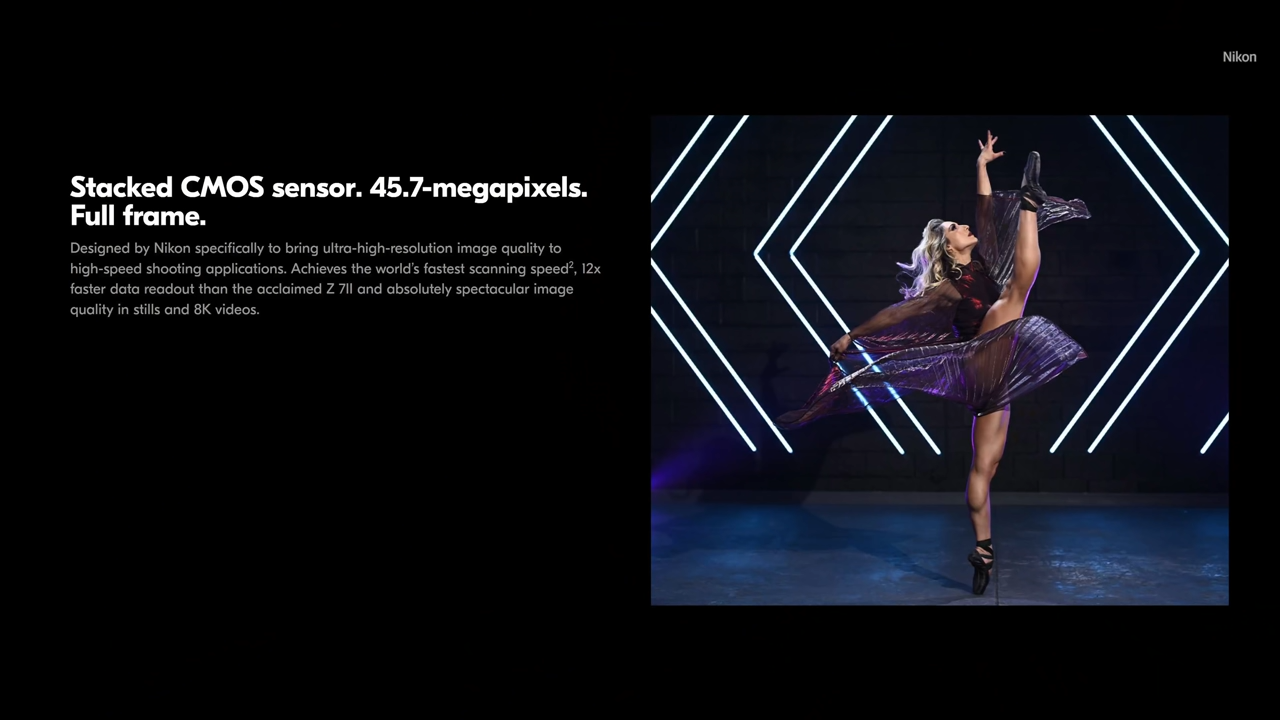 Nikon
Stacked CMOS sensor. 45.7-megapixels.
Full frame.
Designed by Nikon specifically to bring ultra-high-resolution image quality to
high-speed shooting applications. Achieves the world's fastest scanning speed², 12x
faster data readout than the acclaimed Z 7II and absolutely spectacular image
quality in stills and 8K videos.